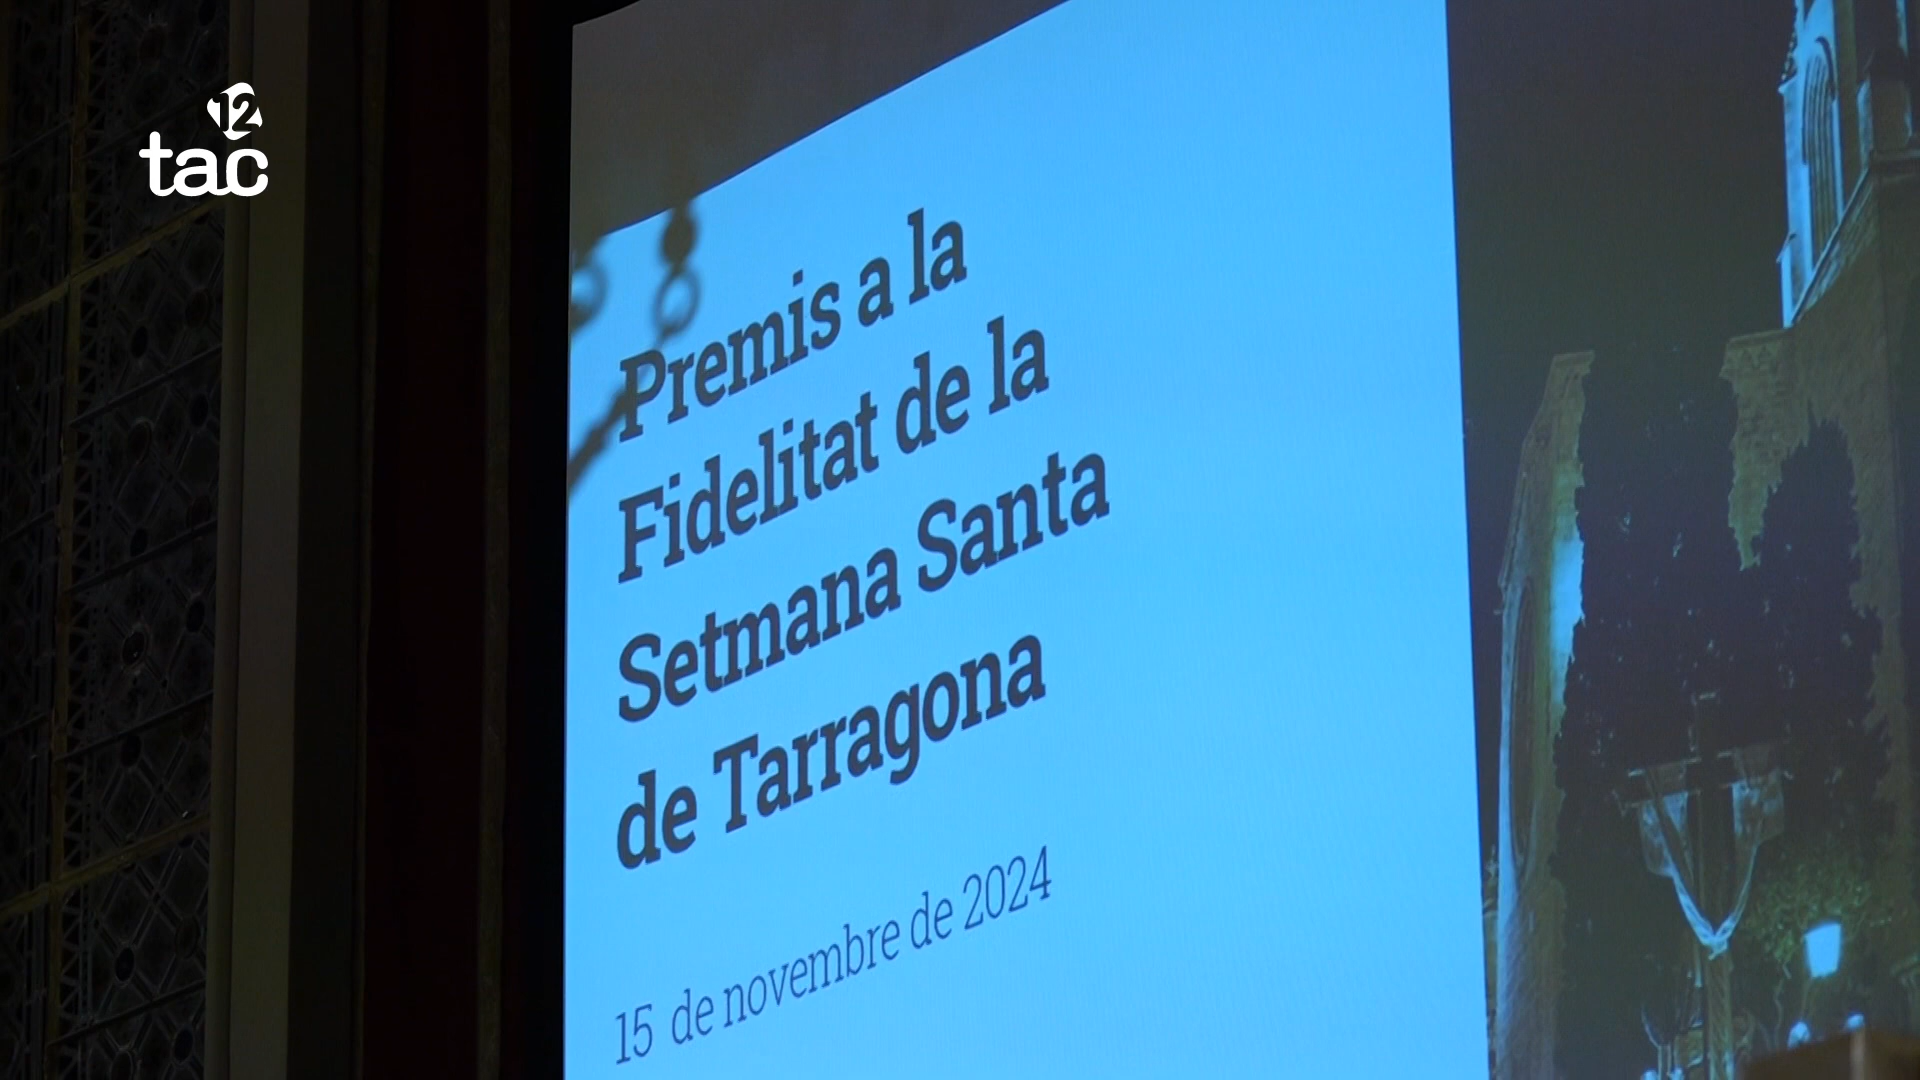 12
tac
Premis a la
Fidelitat de la
Setmana Santa
de Tarragona
15 de novembre de 2024